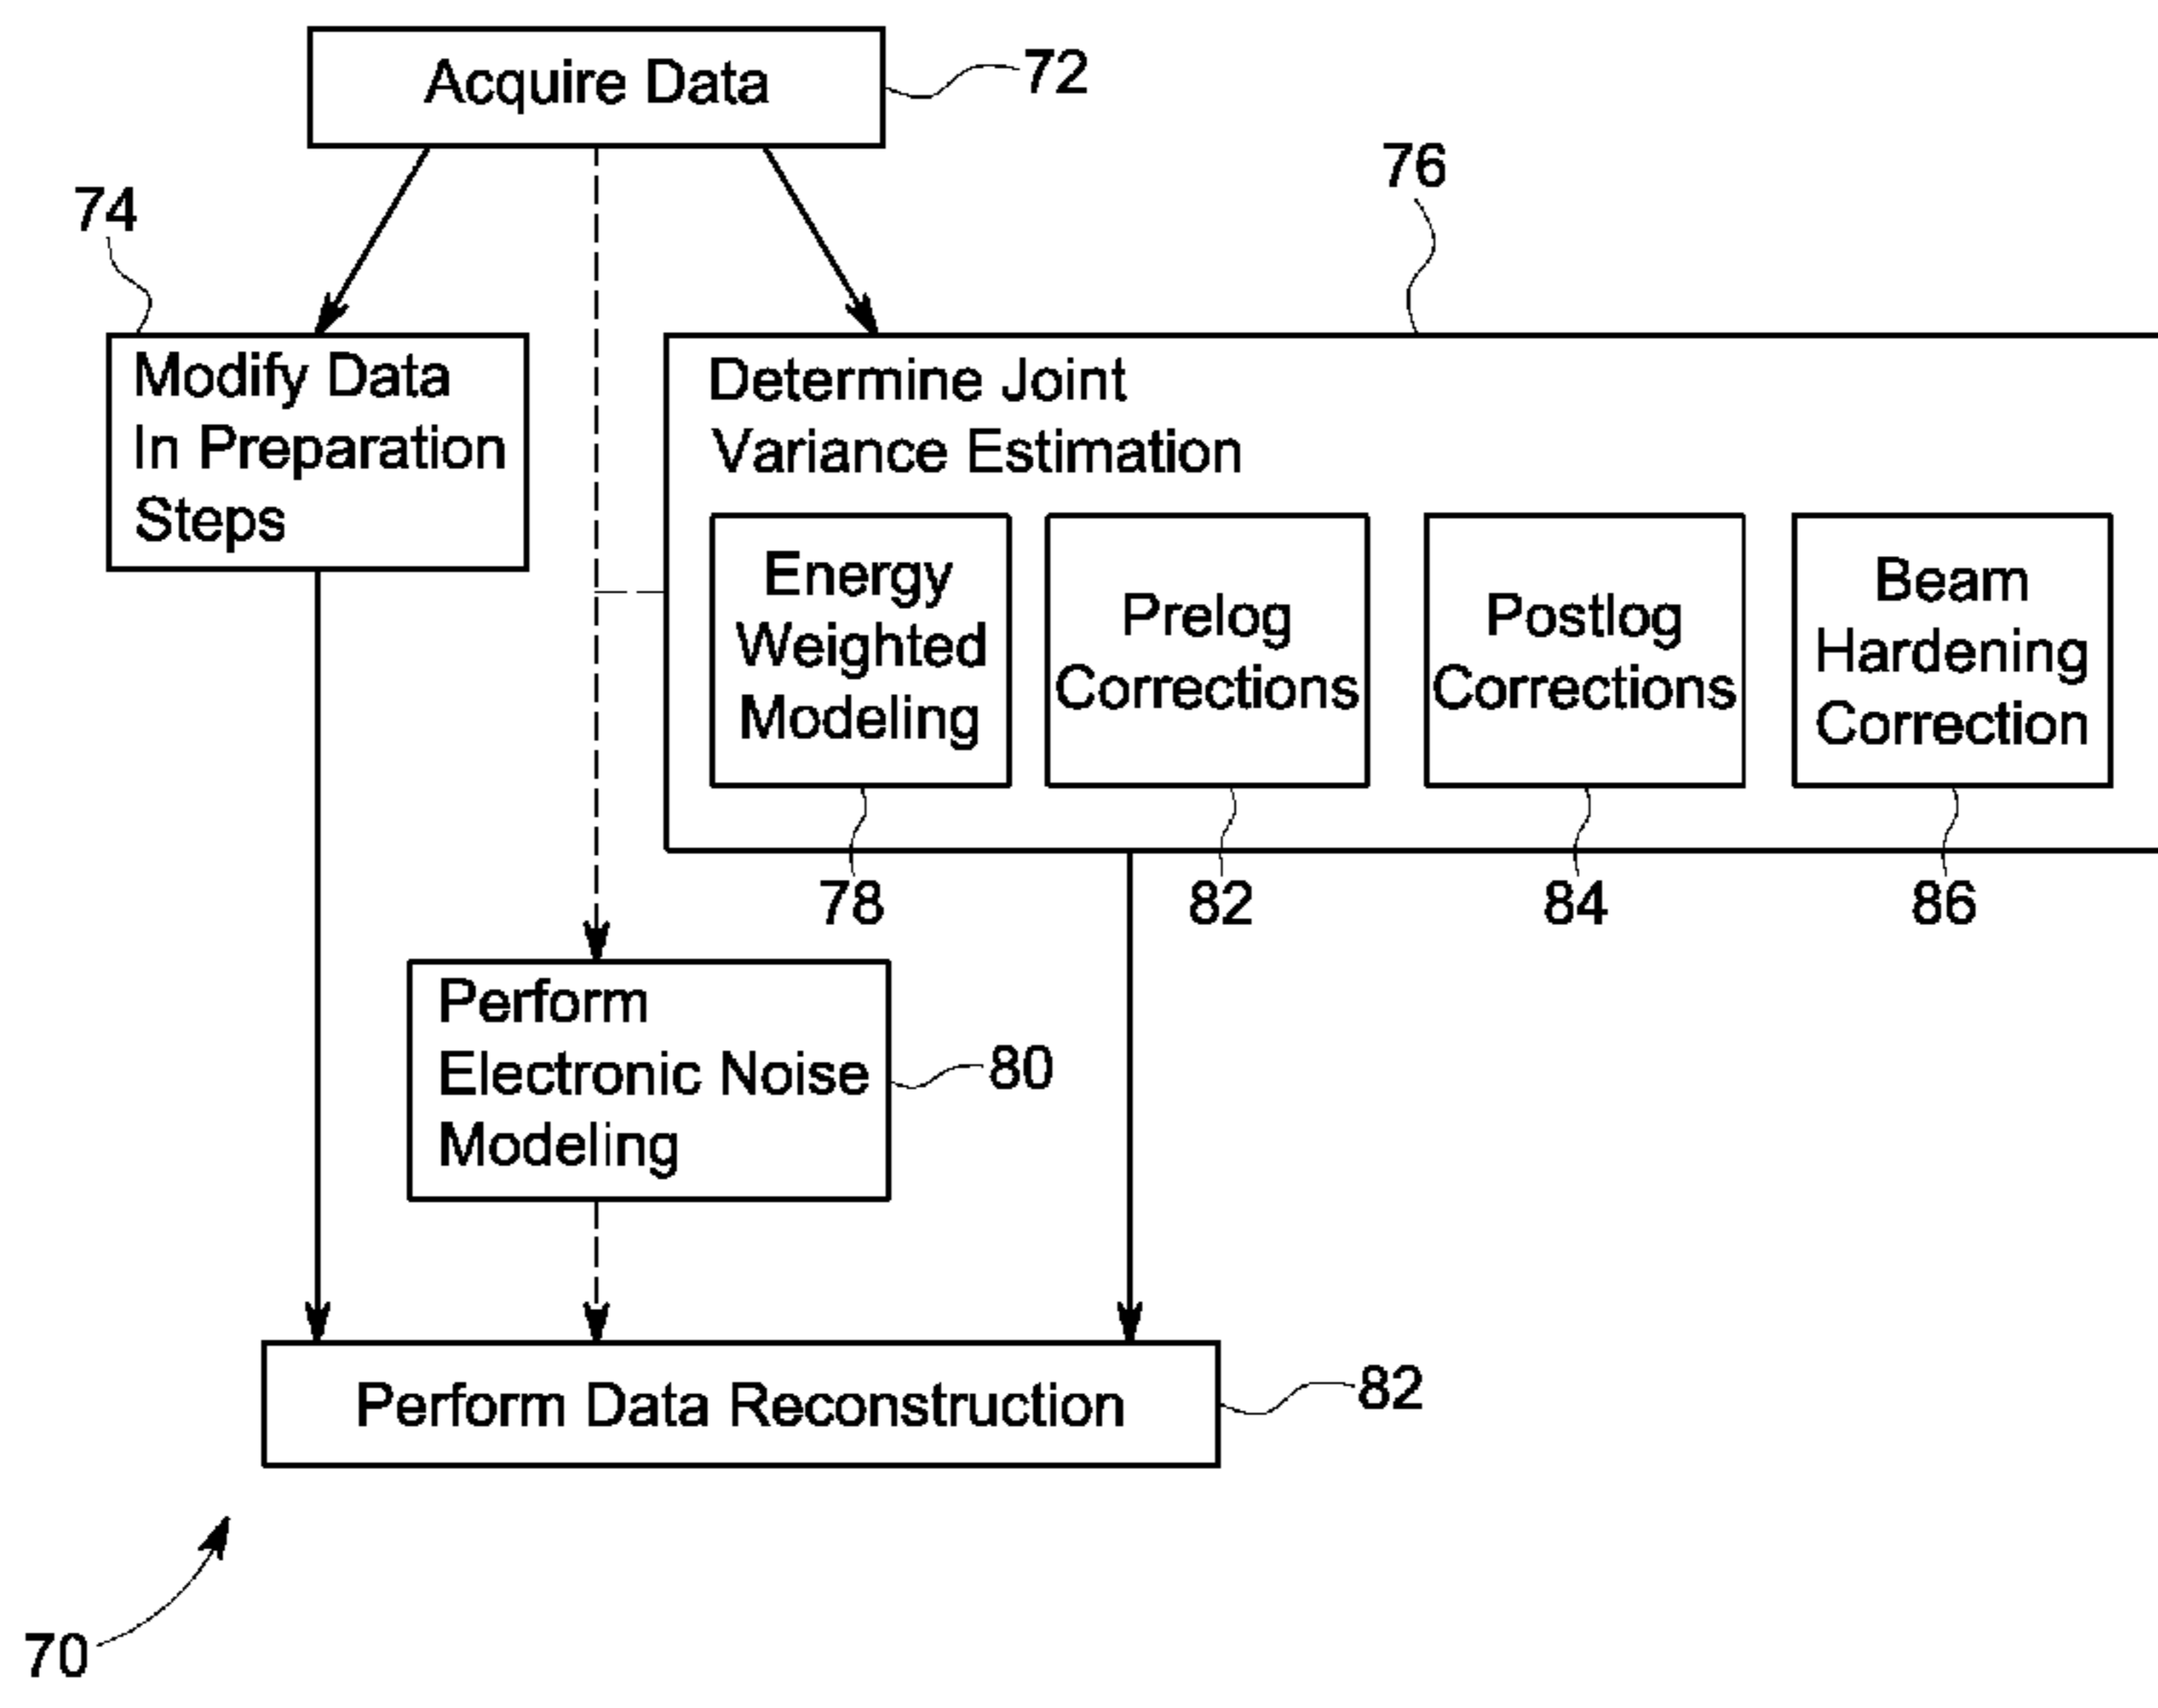 Acquire Data
72
74
76
Modify Data
In Preparation
Steps
Determine Joint
Variance Estimation
Energy
Weighted
Modeling
Prelog
Corrections
Postlog
Corrections
Beam
Hardening
Correction
78
82
84
86
Perform
Electronic Noise
Modeling
80
Perform Data Reconstruction
82
70